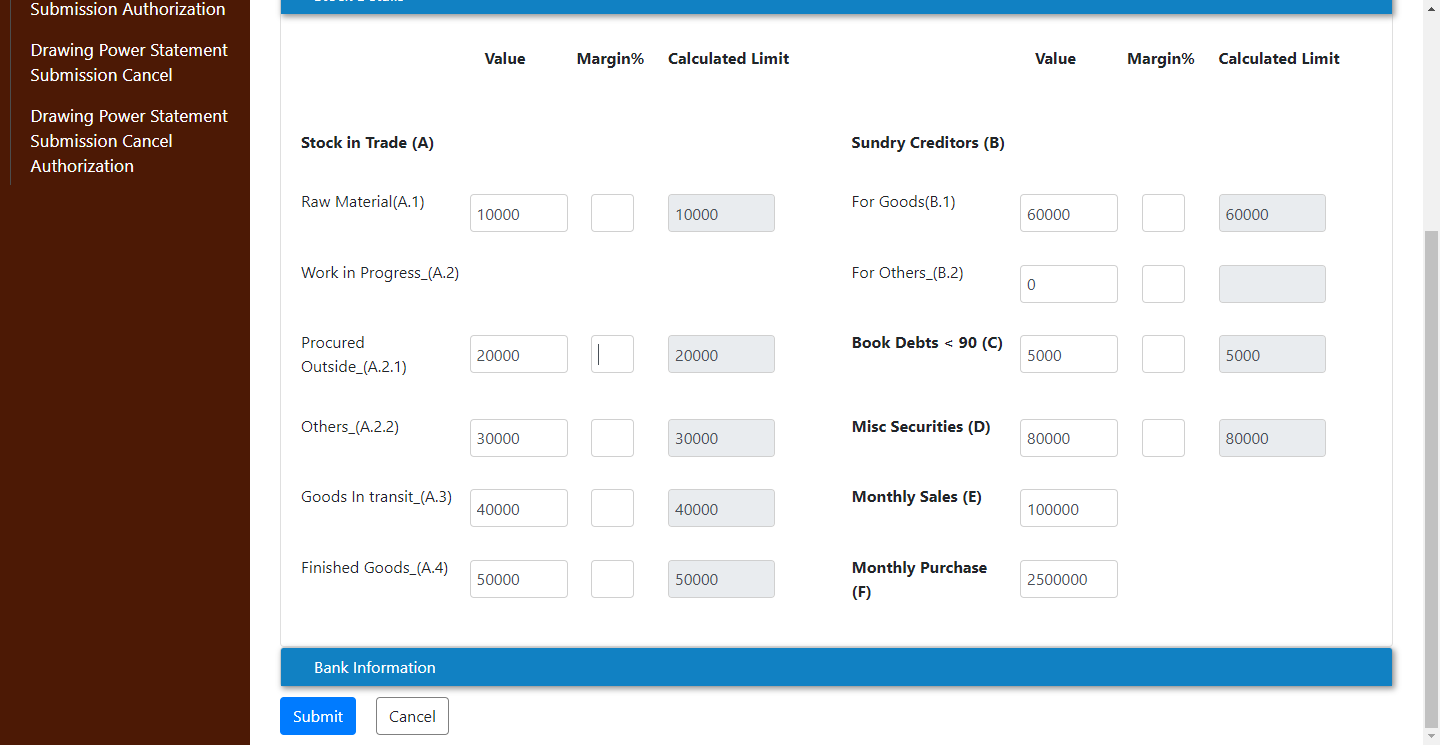 Submission Authorization
Drawing Power Statement
Submission Cancel
Drawing Power Statement
Submission Cancel
Authorization
Value Margin% Calculated Limit Value Margin% Calculated Limit
Stock in Trade (A) Sundry Creditors (B)
Raw Material(A.1) 10000 10000 For Goods(B.1) 60000 60000
Work in Progress_(A.2) For Others_(B.2) 0
Procured
Outside_(A.2.1) 20000 20000 Book Debts < 90 (C) 5000 5000
Others_(A.2.2) 30000 30000 Misc Securities (D) 80000 80000
Goods In transit_(A.3) 40000 40000 Monthly Sales (E) 100000
Finished Goods_(A.4) 50000 50000 Monthly Purchase
(F) 2500000
Bank Information
Submit Cancel